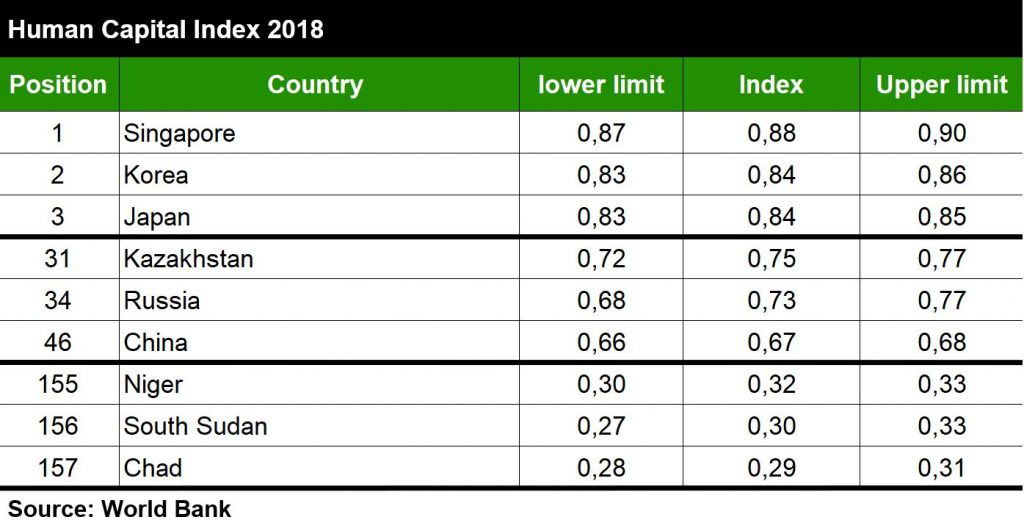 Human Capital Index 2018
Position Country lower limit Index Upper limit
1 Singapore 0,87 0,88 0,90
2 Korea 0,83 0,84 0,86
3 Japan 0,83 0,84 0,85
31 Kazakhstan 0,72 0,75 0,77
34 Russia 0,68 0,73 0,77
46 China 0,66 0,67 0,68
155 Niger 0,30 0,32 0,33
156 South Sudan 0,27 0,30 0,33
157 Chad 0,28 0,29 0,31
Source: World Bank